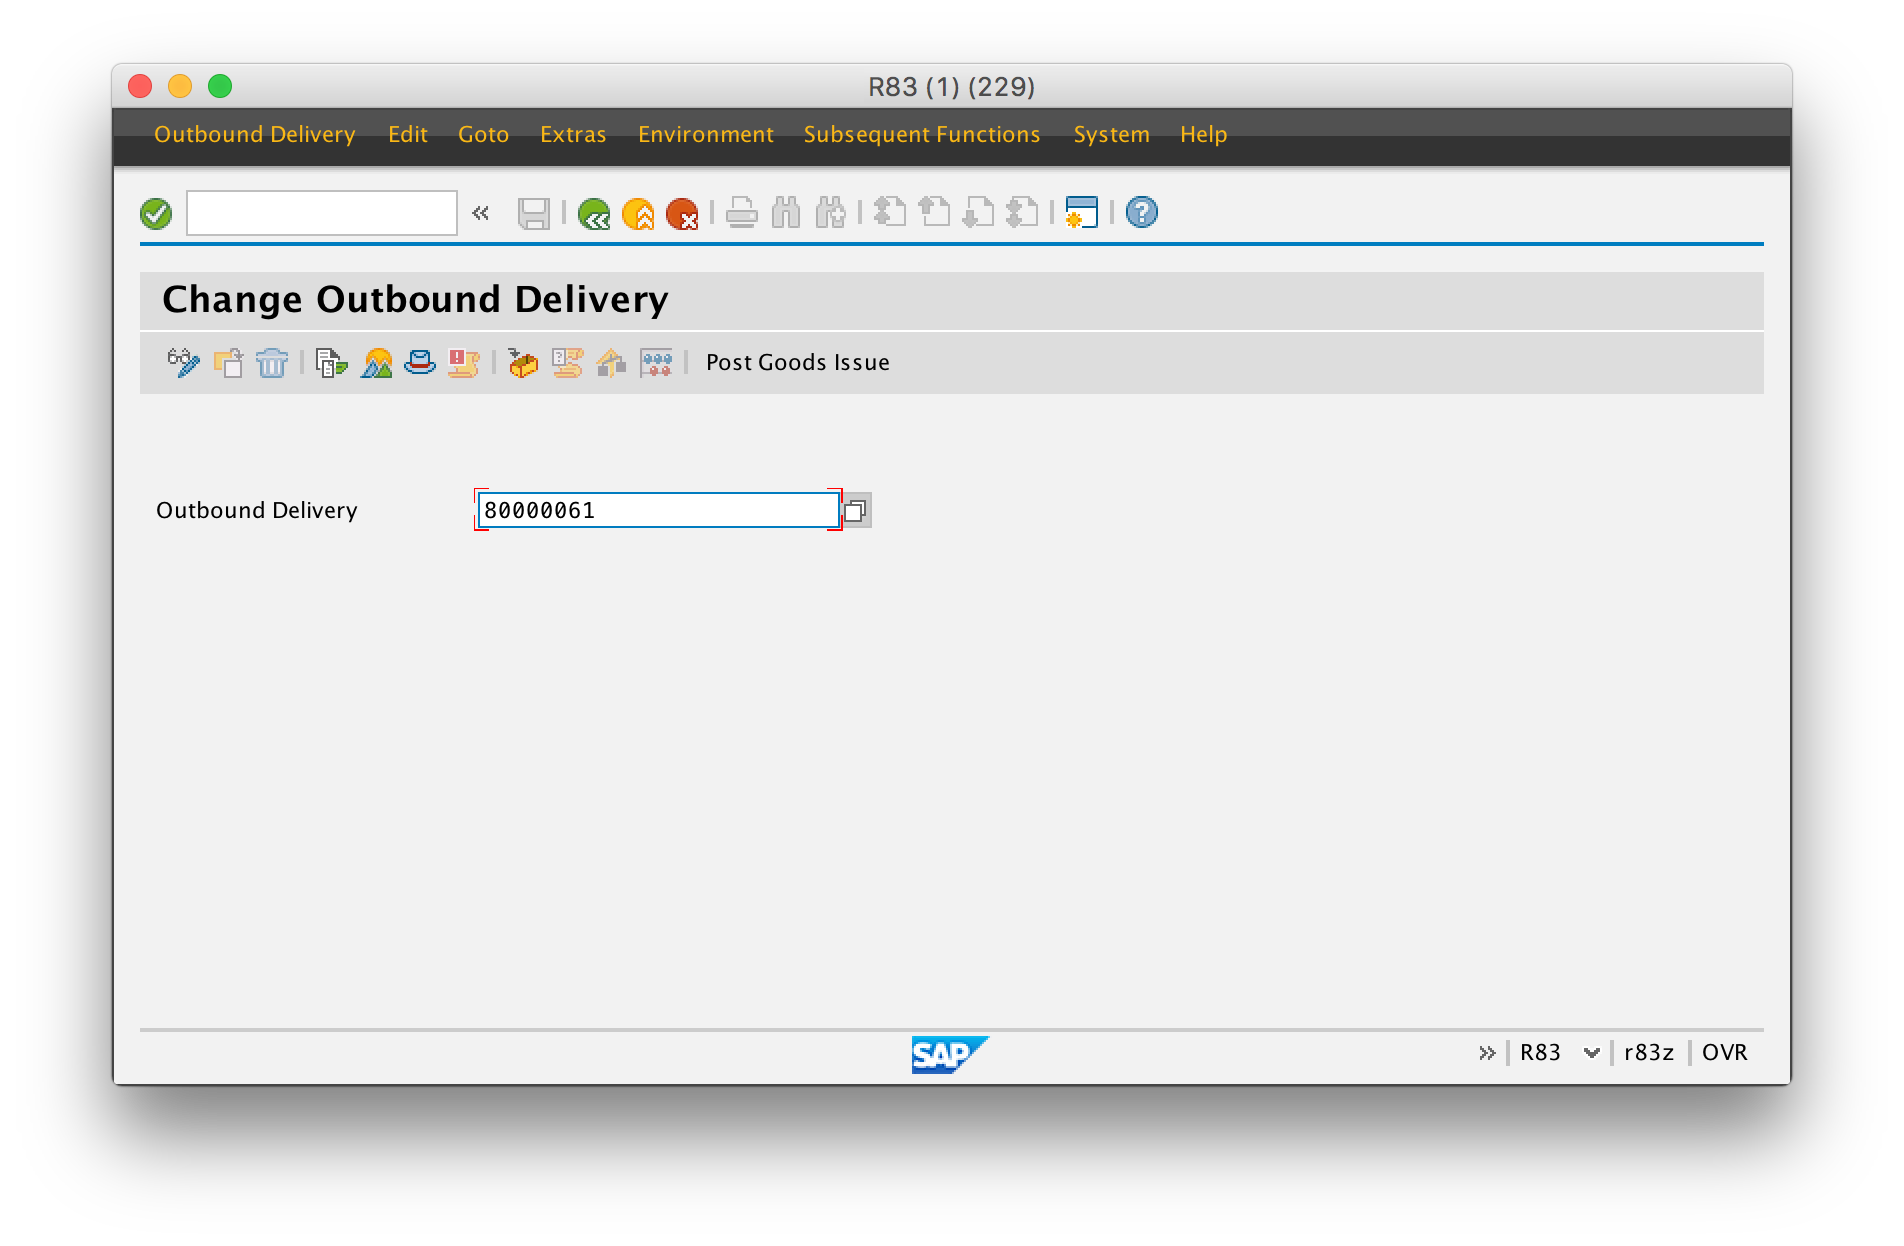 R83 (1) (229)
Outbound Delivery Edit Goto Extras Environment Subsequent Functions System Help
Change Outbound Delivery
Post Goods Issue
Outbound Delivery 80000061
SAP R83 r83z OVR